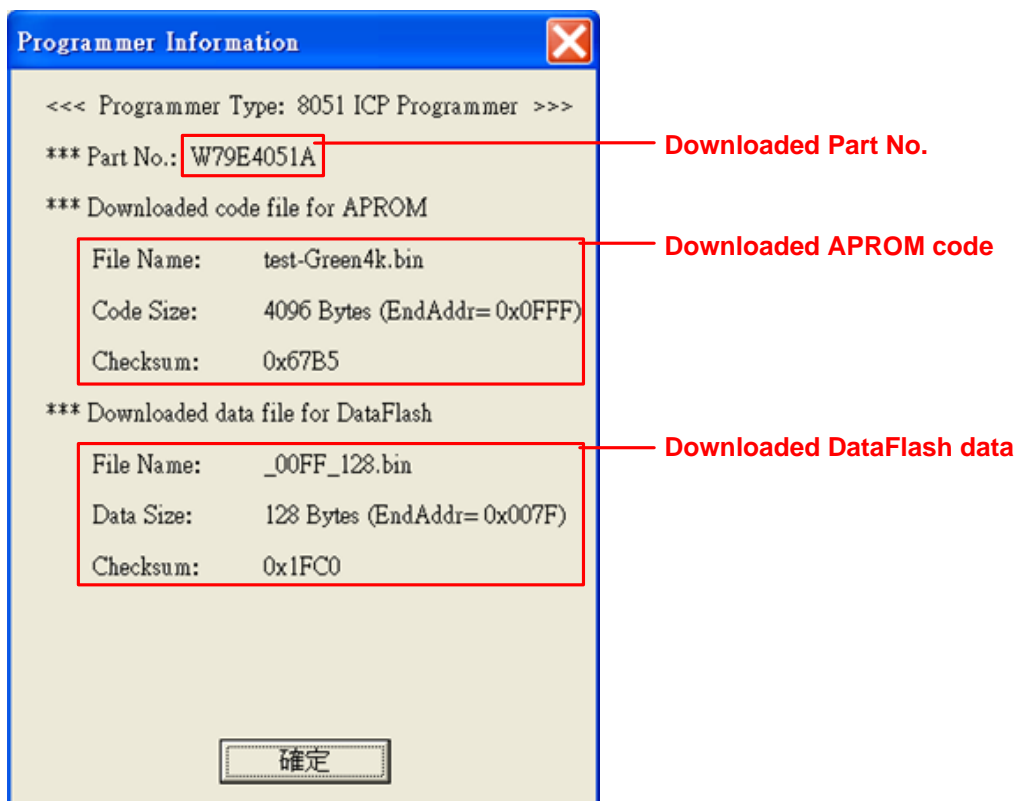 Programmer Information
<<< Programmer Type: 8051 ICP Programmer >>>
*** Part No.: W79E4051A
Downloaded Part No.
*** Downloaded code file for APROM
Downloaded APROM code
File Name: test-Green4k.bin
Code Size: 4096 Bytes (EndAddr= 0x0FFF)
Checksum: 0x67B5
*** Downloaded data file for DataFlash
Downloaded DataFlash data
File Name: _00FF_128.bin
Data Size: 128 Bytes (EndAddr= 0x007F)
Checksum: 0x1FC0
確定